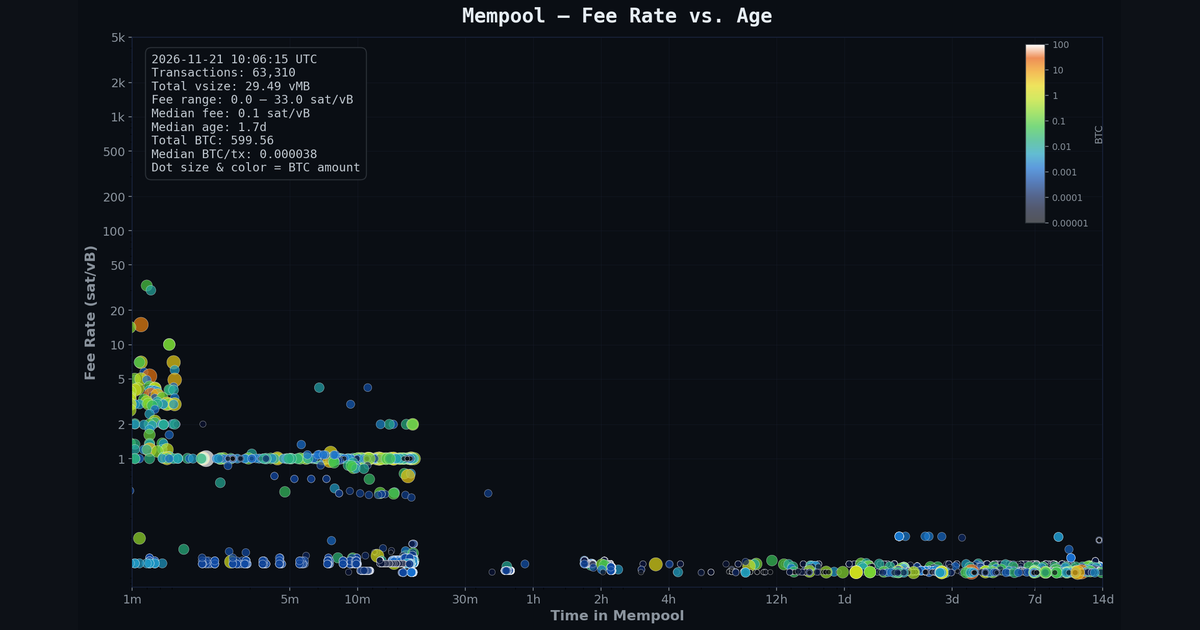 Mempool — Fee Rate vs. Age
2026-11-21 10:06:15 UTC
Transactions: 63,310
Total vsize: 29.49 vMB
Fee range: 0.0 – 33.0 sat/vB
Median fee: 0.1 sat/vB
Median age: 1.7d
Total BTC: 599.56
Median BTC/tx: 0.000038
Dot size & color = BTC amount
100
10
1
0.1
0.01
0.001
0.0001
0.00001
BTC
Fee Rate (sat/vB)
5k
2k
1k
500
200
100
50
20
10
5
2
1
1m
5m
10m
30m
1h
2h
4h
12h
1d
3d
7d
14d
Time in Mempool